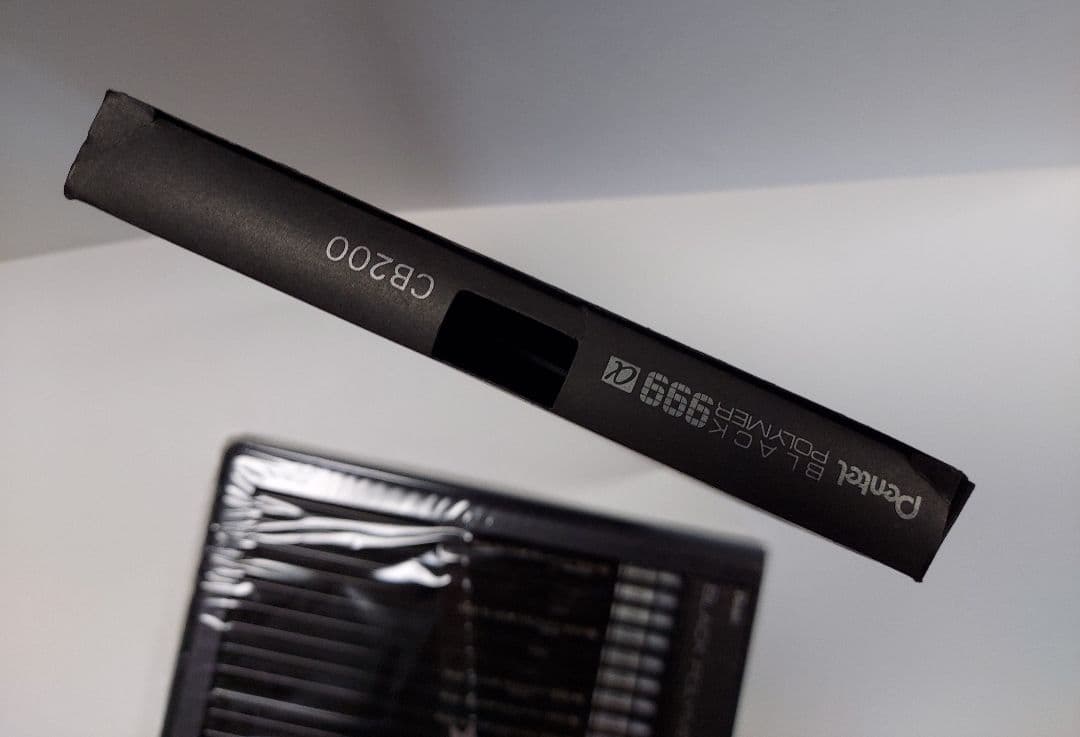 Pentel
BLACK
POLYMER
999 α
CB200